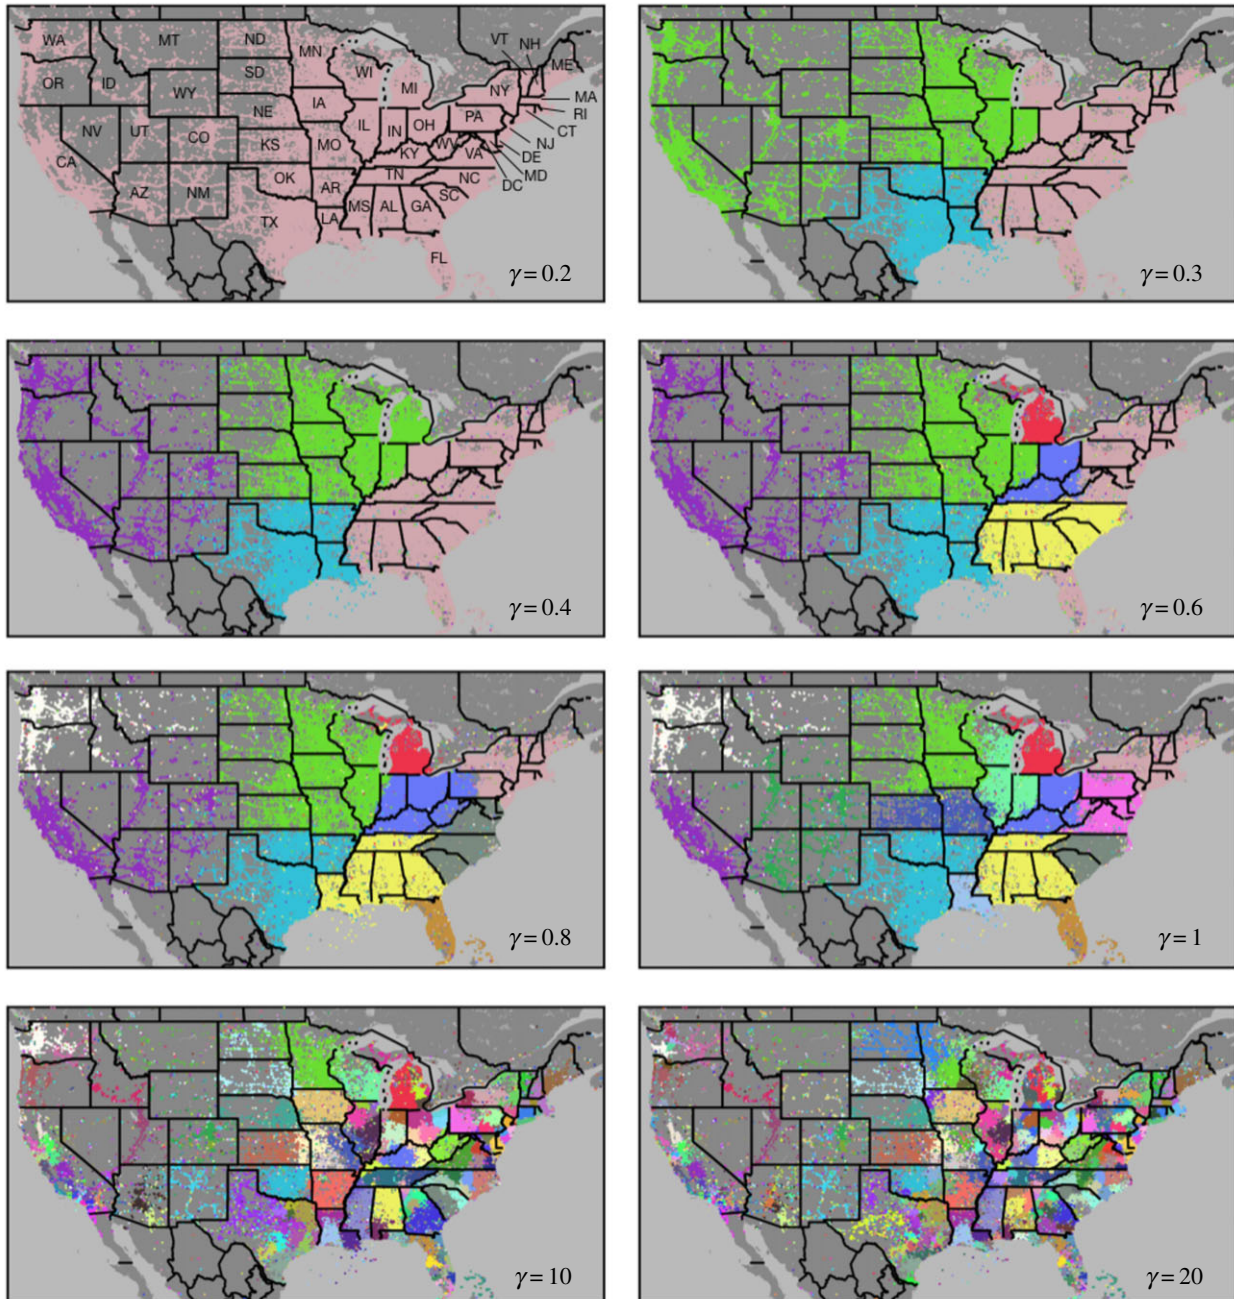 WA MT ND MN VT NH ME
OR ID SD WI MI NY MA
WY IA PA RI
NE IL IN OH CT
NV UT CO NJ
CA KS MO KY WV VA DE
OK TN MD
AZ NM AR NC DC
MS AL GA SC
TX LA
FL
γ = 0.2
γ = 0.3
γ = 0.4
γ = 0.6
γ = 0.8
γ = 1
γ = 10
γ = 20